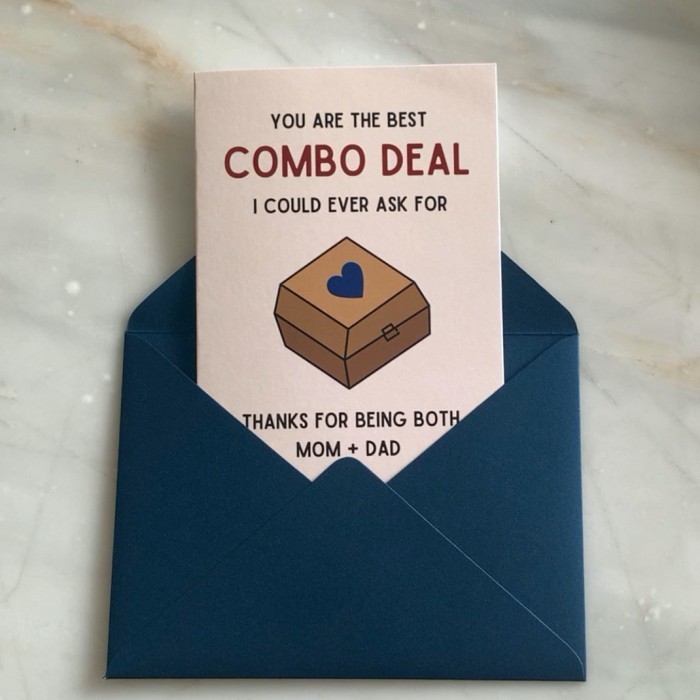 YOU ARE THE BEST
COMBO DEAL
I COULD EVER ASK FOR
THANKS FOR BEING BOTH
MOM + DAD